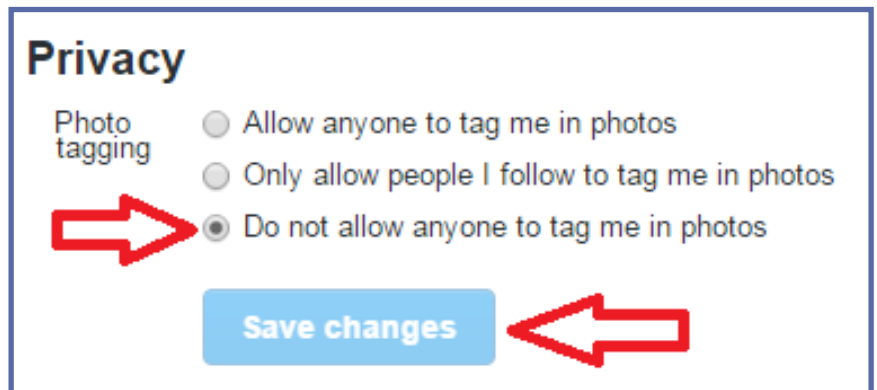 Privacy
Photo
tagging
Allow anyone to tag me in photos
Only allow people I follow to tag me in photos
Do not allow anyone to tag me in photos
Save changes